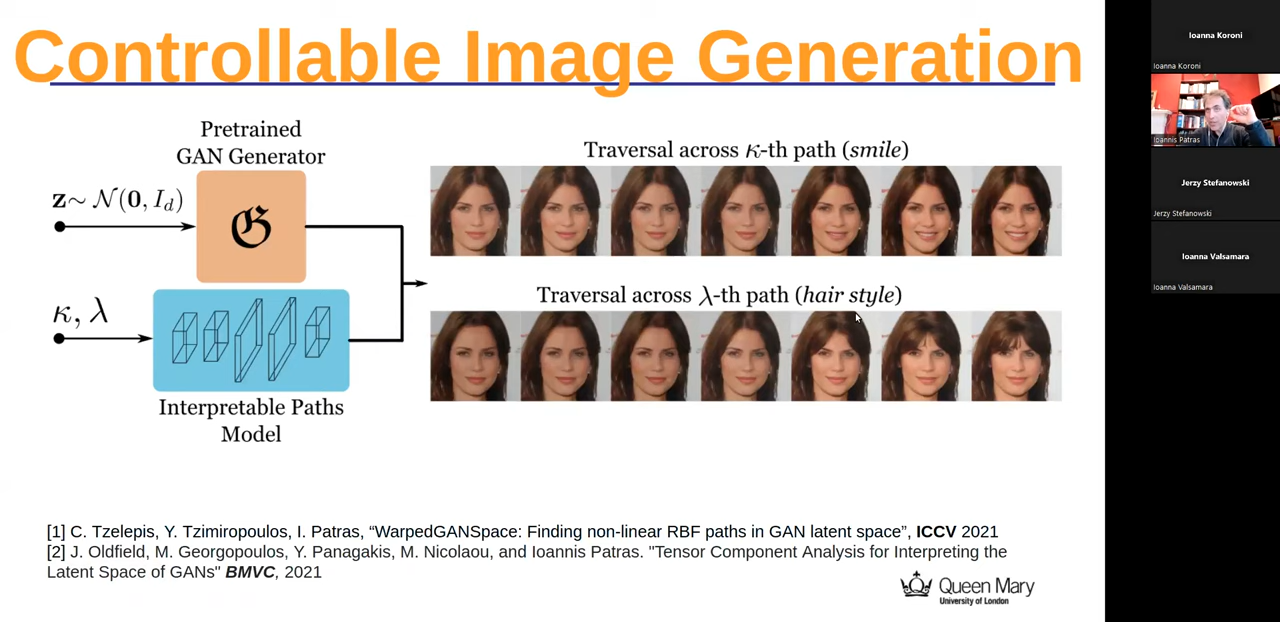 Controllable Image Generation
Pretrained
GAN Generator
z∼ 𝒩(0, I_d)
𝔊
κ, λ
Interpretable Paths
Model
Traversal across κ-th path (smile)
Traversal across λ-th path (hair style)
[1] C. Tzelepis, Y. Tzimiropoulos, I. Patras, “WarpedGANSpace: Finding non-linear RBF paths in GAN latent space”, ICCV 2021
[2] J. Oldfield, M. Georgopoulos, Y. Panagakis, M. Nicolaou, and Ioannis Patras. "Tensor Component Analysis for Interpreting the
Latent Space of GANs" BMVC, 2021
Queen Mary
University of London
Ioanna Koroni
Ioanna Koroni
Ioannis Patras
Jerzy Stefanowski
Jerzy Stefanowski
Ioanna Valsamara
Ioanna Valsamara